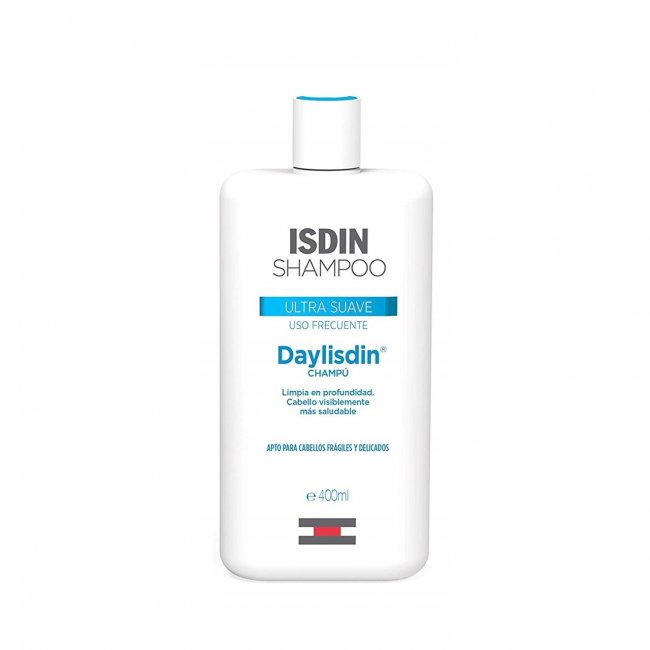 ISDIN
SHAMPOO
ULTRA SUAVE
USO FRECUENTE
Daylisdin®
CHAMPÚ
Limpia en profundidad.
Cabello visiblemente
más saludable
APTO PARA CABELLOS FRÁGILES Y DELICADOS
℮ 400ml